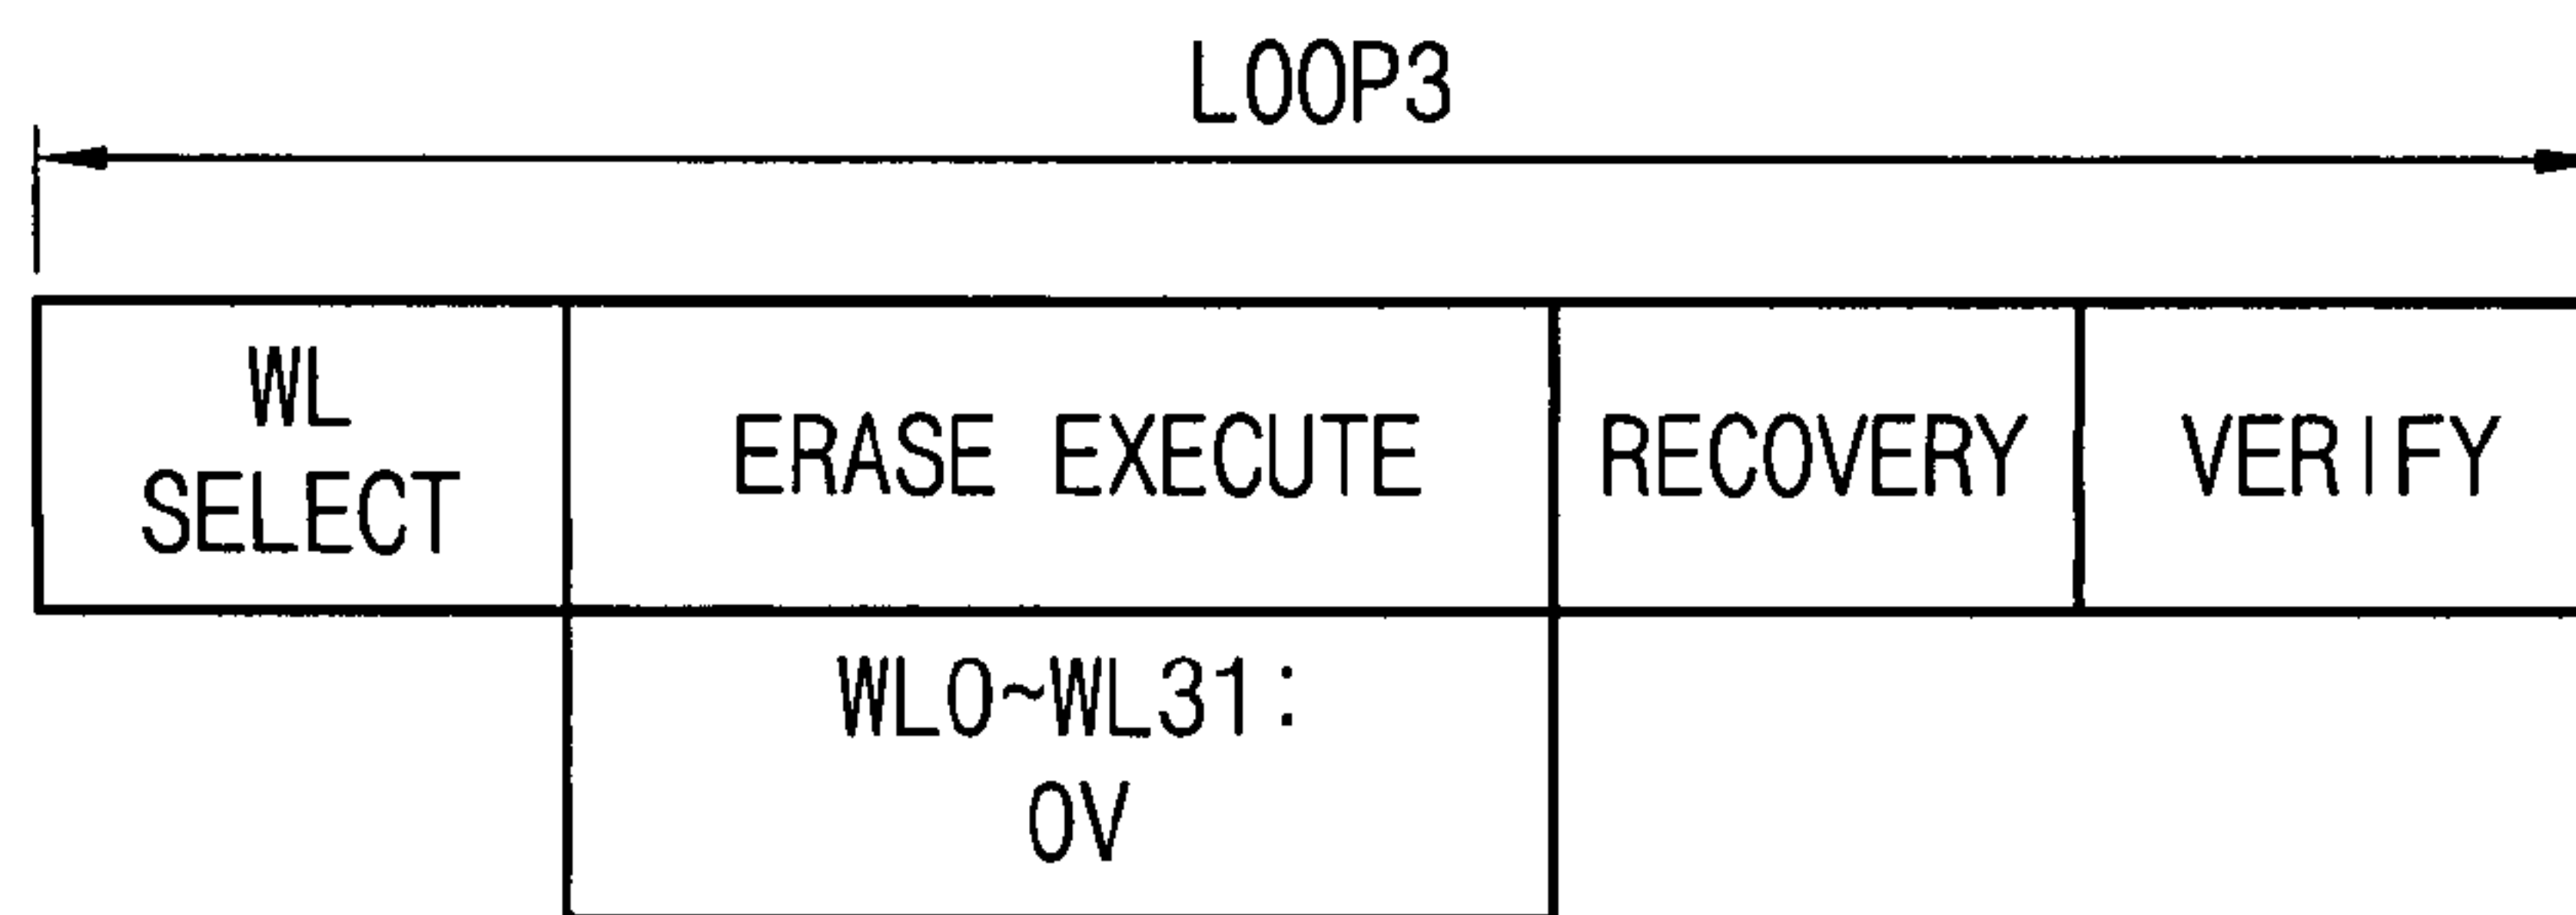 LOOP3
WL
SELECT
ERASE EXECUTE
RECOVERY
VERIFY
WL0~WL31:
0V